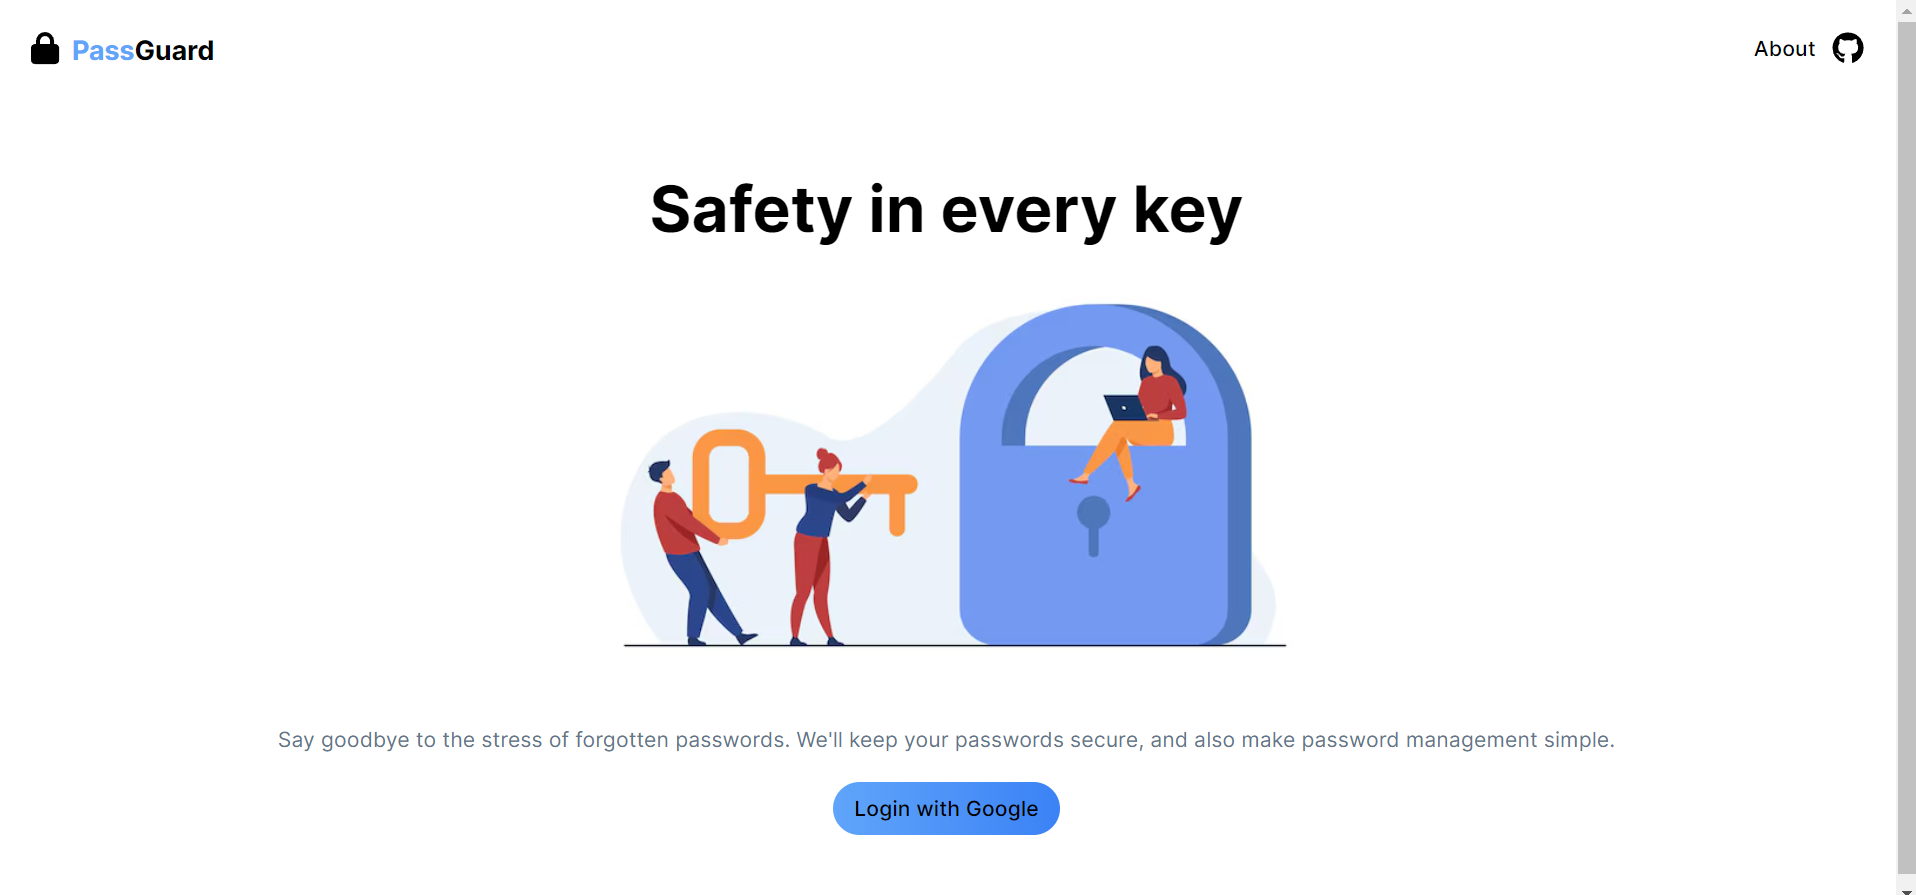 PassGuard
About
Safety in every key
Say goodbye to the stress of forgotten passwords. We'll keep your passwords secure, and also make password management simple.
Login with Google